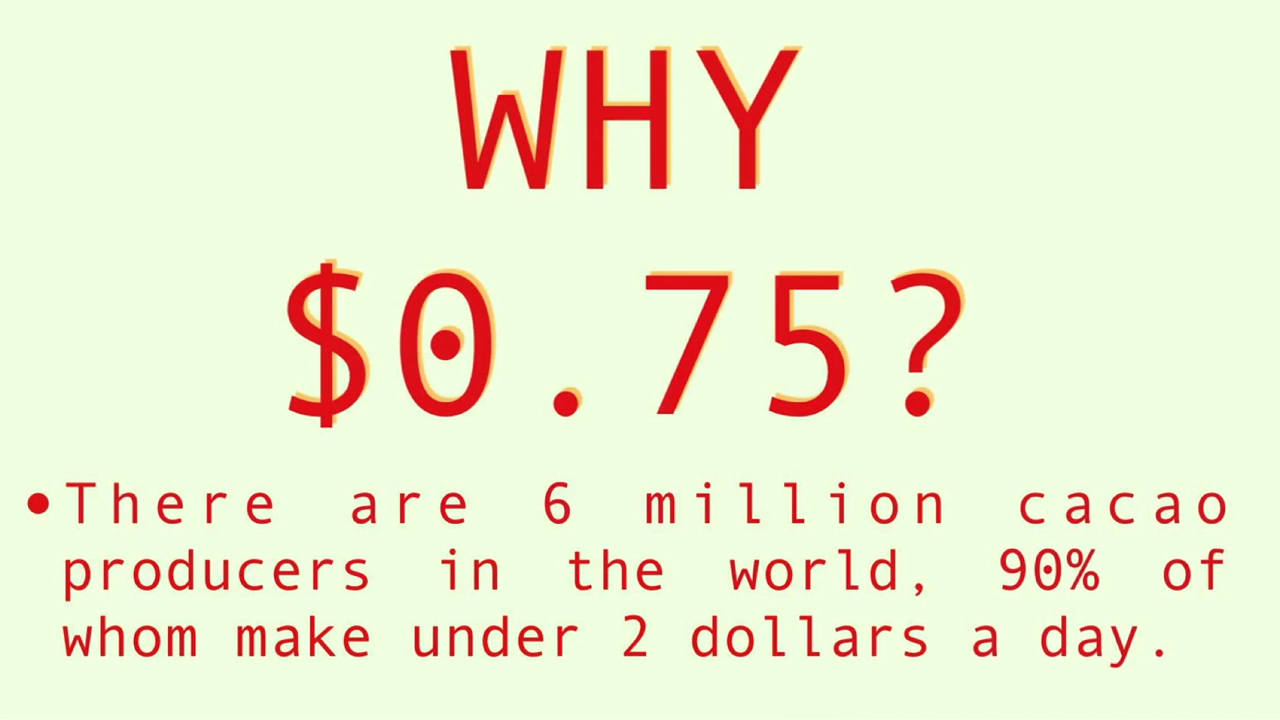 WHY
$0.75?
•There are 6 million cacao
producers in the world, 90% of
whom make under 2 dollars a day.